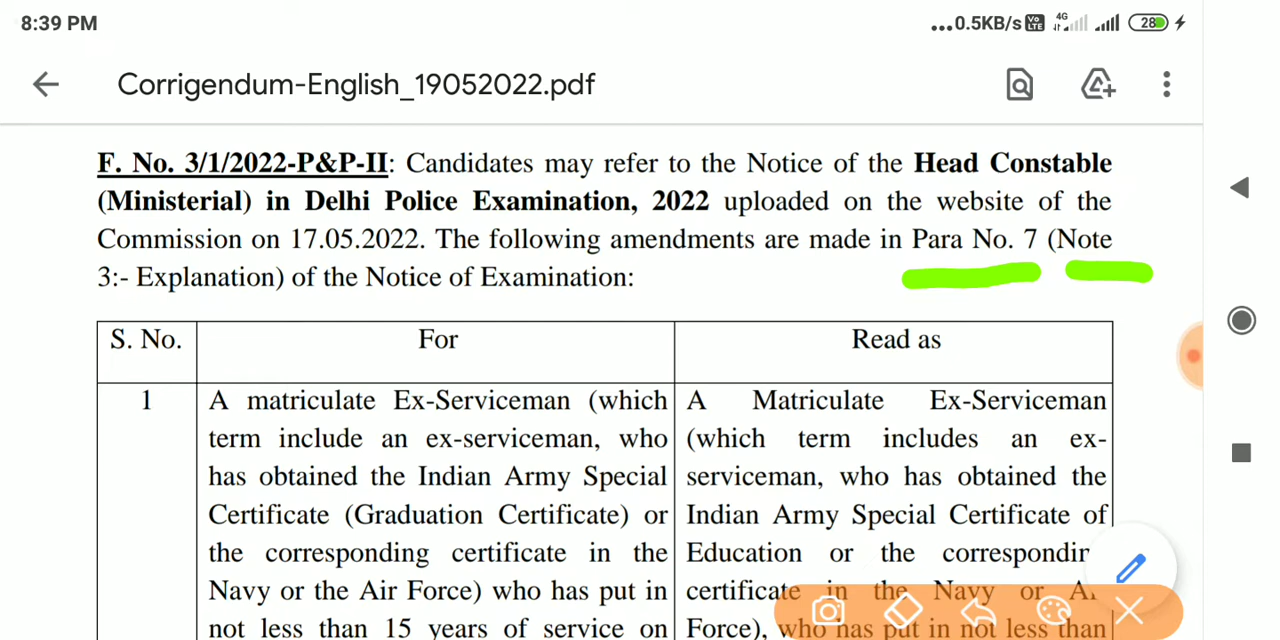 8:39 PM
...0.5KB/s Vo LTE 4G 28
Corrigendum-English_19052022.pdf
F. No. 3/1/2022-P&P-II: Candidates may refer to the Notice of the Head Constable
(Ministerial) in Delhi Police Examination, 2022 uploaded on the website of the
Commission on 17.05.2022. The following amendments are made in Para No. 7 (Note
3:- Explanation) of the Notice of Examination:
S. No.
For
Read as
1
A matriculate Ex-Serviceman (which
term include an ex-serviceman, who
has obtained the Indian Army Special
Certificate (Graduation Certificate) or
the corresponding certificate in the
Navy or the Air Force) who has put in
not less than 15 years of service on
A Matriculate Ex-Serviceman
(which term includes an ex-
serviceman, who has obtained the
Indian Army Special Certificate of
Education or the
certificate in the Navy or
Force), who has put in not less than